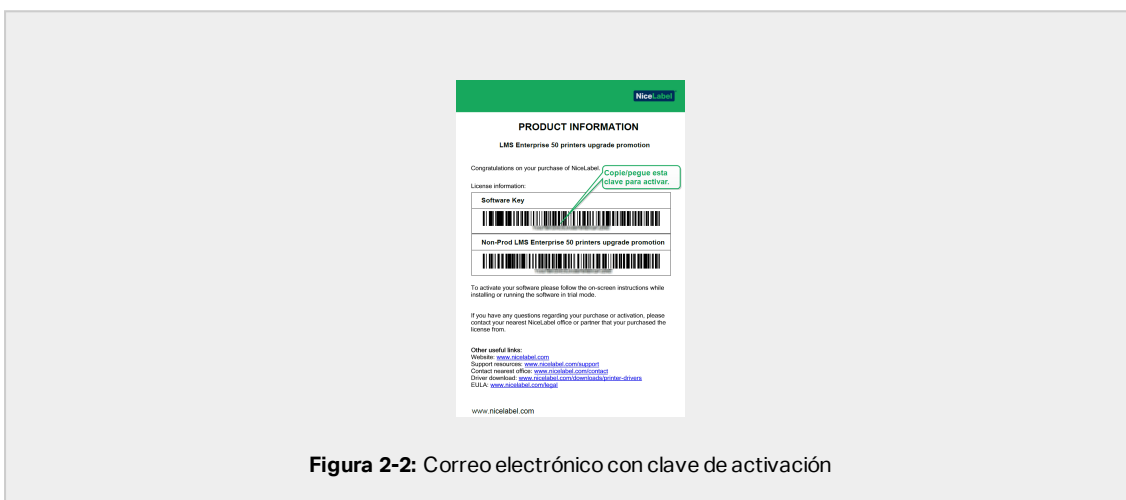 NiceLabel
PRODUCT INFORMATION
LMS Enterprise 50 printers upgrade promotion
Congratulations on your purchase of NiceLabel.
Copie/pegue esta
clave para activar.
License information:
Software Key
Non-Prod LMS Enterprise 50 printers upgrade promotion
To activate your software please follow the on-screen instructions while
installing or running the software in trial mode.
If you have any questions regarding your purchase or activation, please
contact your nearest NiceLabel office or partner that your purchased the
license from.
Other useful links:
Website: www.nicelabel.com
Support resources: www.nicelabel.com/support
Contact nearest office: www.nicelabel.com/contact
Driver download: www.nicelabel.com/downloads/printer-drivers
EULA: www.nicelabel.com/legal
www.nicelabel.com
Figura 2-2: Correo electrónico con clave de activación